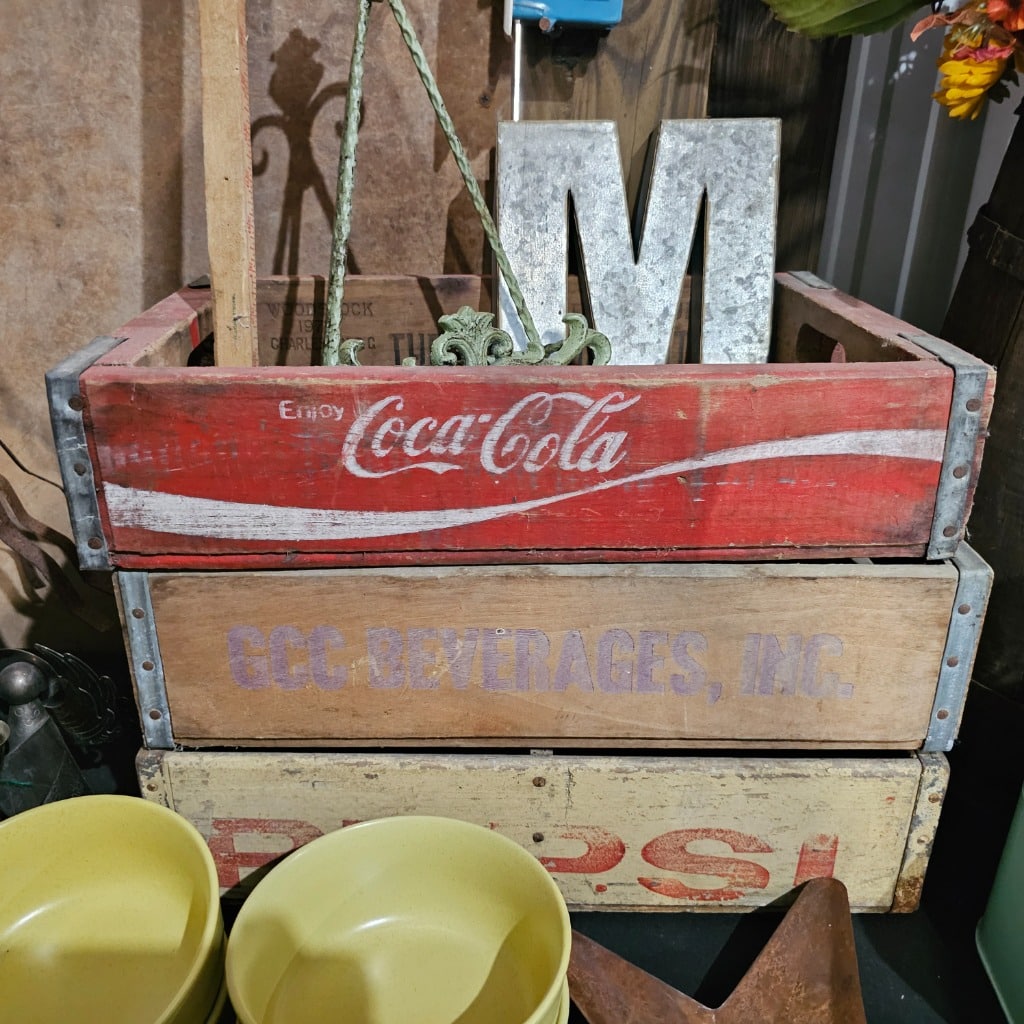 M
WOODSTOCK
Enjoy Coca-Cola
GCC BEVERAGES, INC.
PEPSI